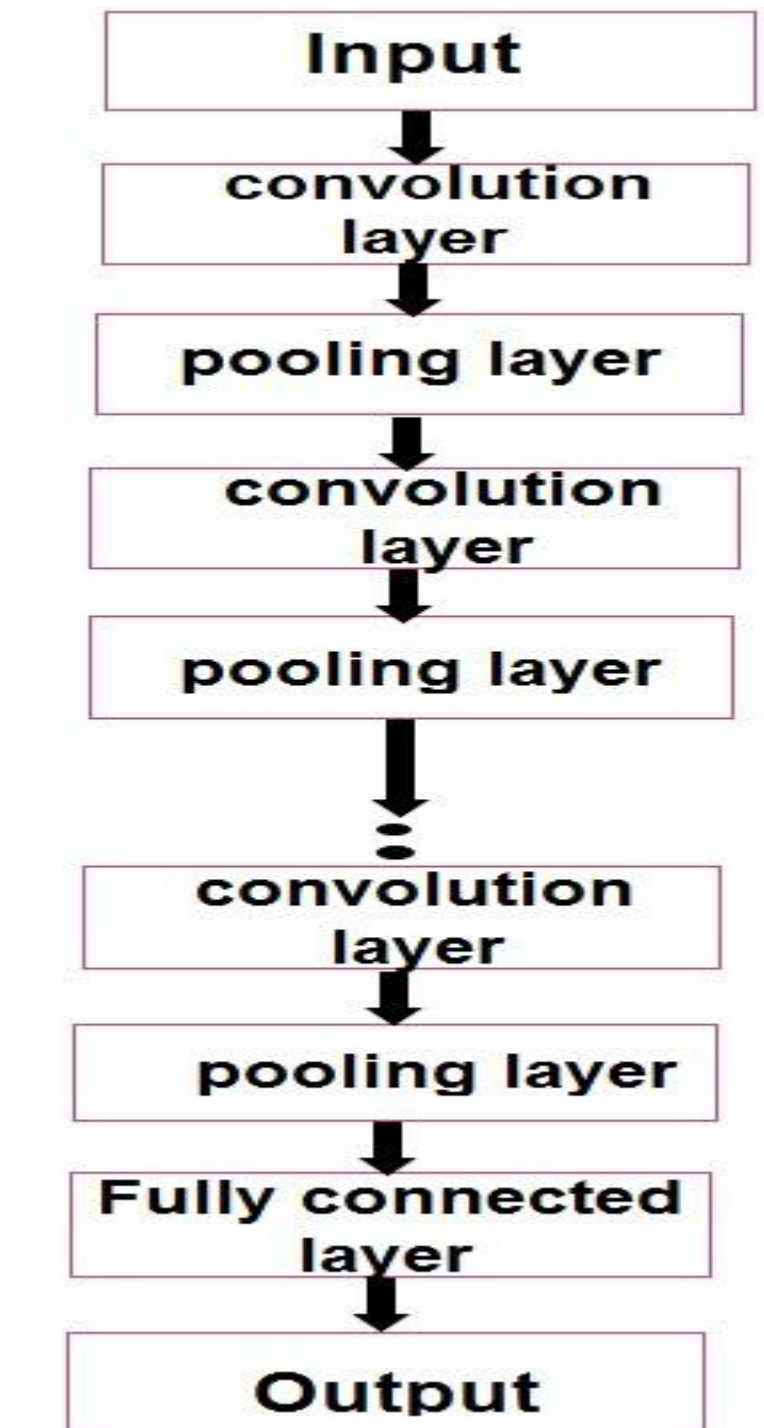 Input
convolution
layer
pooling layer
convolution
layer
pooling layer
convolution
layer
pooling layer
Fully connected
layer
Output